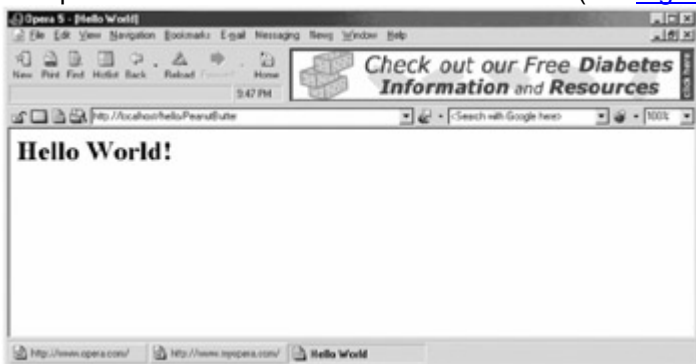 Opera 5 - [Hello World]
File Edit View Navigation Bookmarks E-mail Messaging News Window Help
New Print Find Hotlist Back Reload Forward Home
9:47 PM
Check out our Free Diabetes
Information and Resources
click here
http://localhost/hello/PeanutButter
<Search with Google here>
100%
Hello World!
http://www.opera.com/ http://www.myopera.com/ Hello World